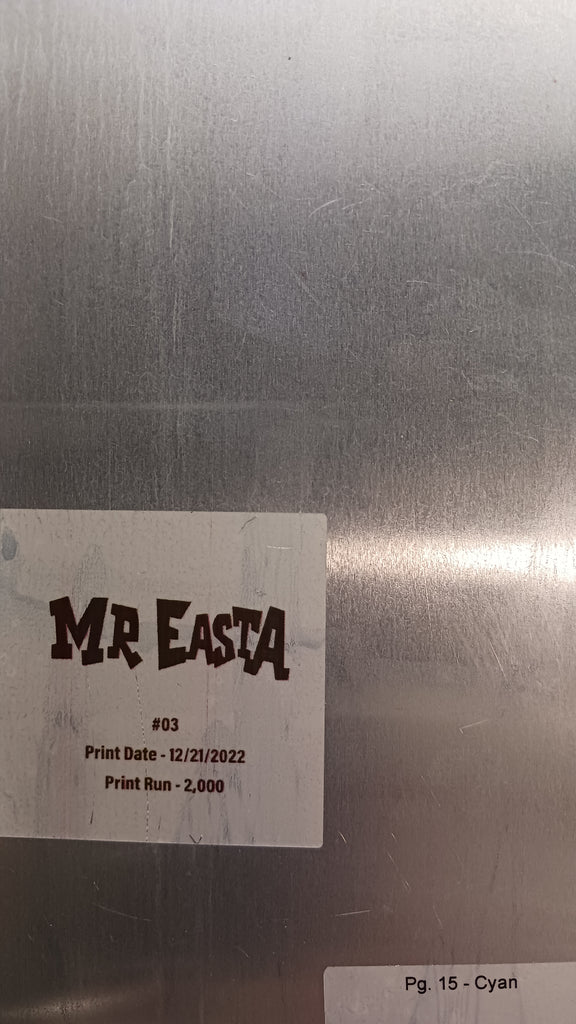 MR EASTA
#03
Print Date - 12/21/2022
Print Run - 2,000
Pg. 15 - Cyan